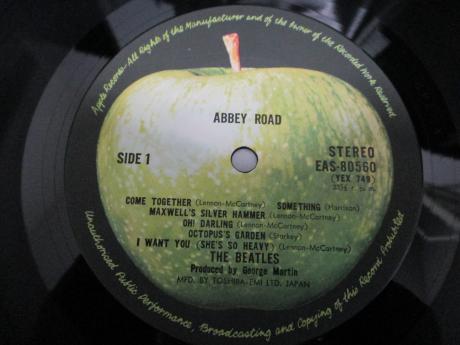 Apple Records-All Rights of the Manufacturer and of the Owner of the Recorded Work Reserved
ABBEY ROAD
SIDE 1
STEREO
EAS-80560
(YEX 749)
33⅓ r.p.m.
COME TOGETHER (Lennon-McCartney) SOMETHING (Harrison)
MAXWELL'S SILVER HAMMER (Lennon-McCartney)
OH! DARLING (Lennon-McCartney)
OCTOPUS'S GARDEN (Starkey)
I WANT YOU (SHE'S SO HEAVY) (Lennon-McCartney)
THE BEATLES
Produced by George Martin
MFD. BY TOSHIBA-EMI LTD. JAPAN
Unauthorized Public Performance, Broadcasting and Copying of this Record Prohibited